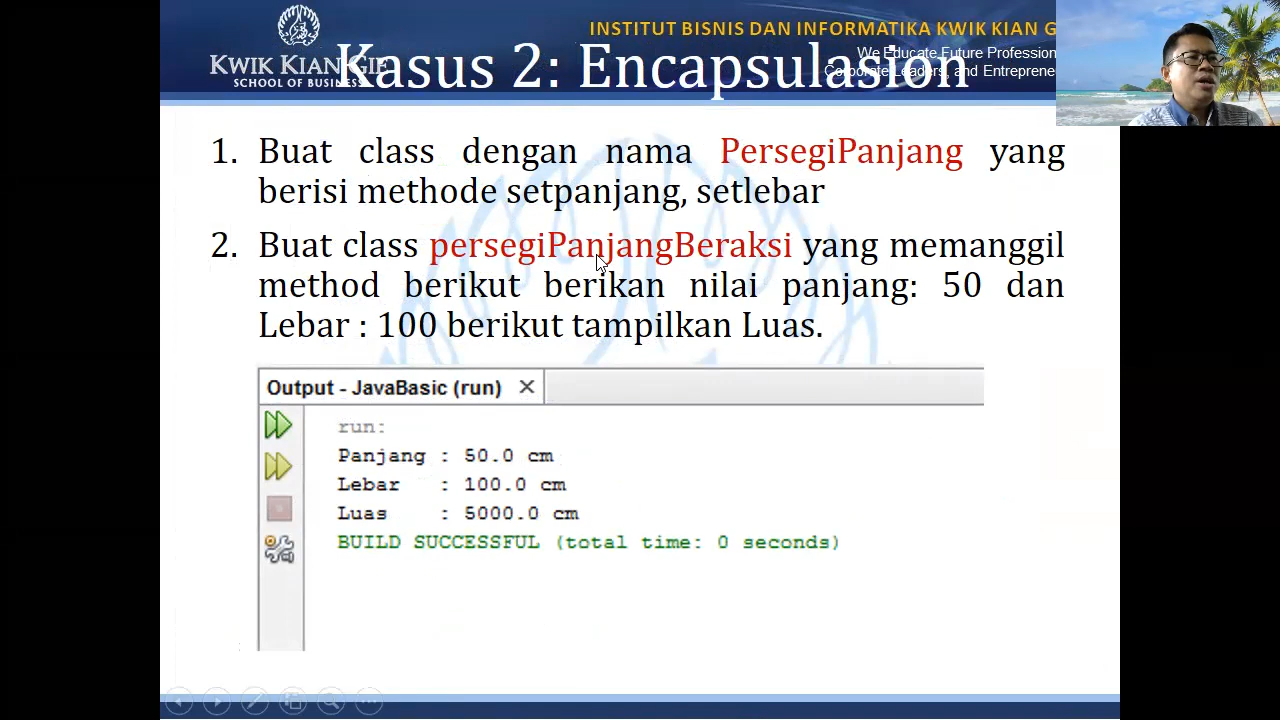 INSTITUT BISNIS DAN INFORMATIKA KWIK KIAN G
We Educate Future Profession
Corporate Leaders, and Entreprene
KWIK KIAN GIE
SCHOOL OF BUSINESS
Kasus 2: Encapsulasion
1. Buat class dengan nama PersegiPanjang yang
berisi methode setpanjang, setlebar
2. Buat class persegiPanjangBeraksi yang memanggil
method berikut berikan nilai panjang: 50 dan
Lebar : 100 berikut tampilkan Luas.
Output - JavaBasic (run)
run:
Panjang : 50.0 cm
Lebar : 100.0 cm
Luas : 5000.0 cm
BUILD SUCCESSFUL (total time: 0 seconds)